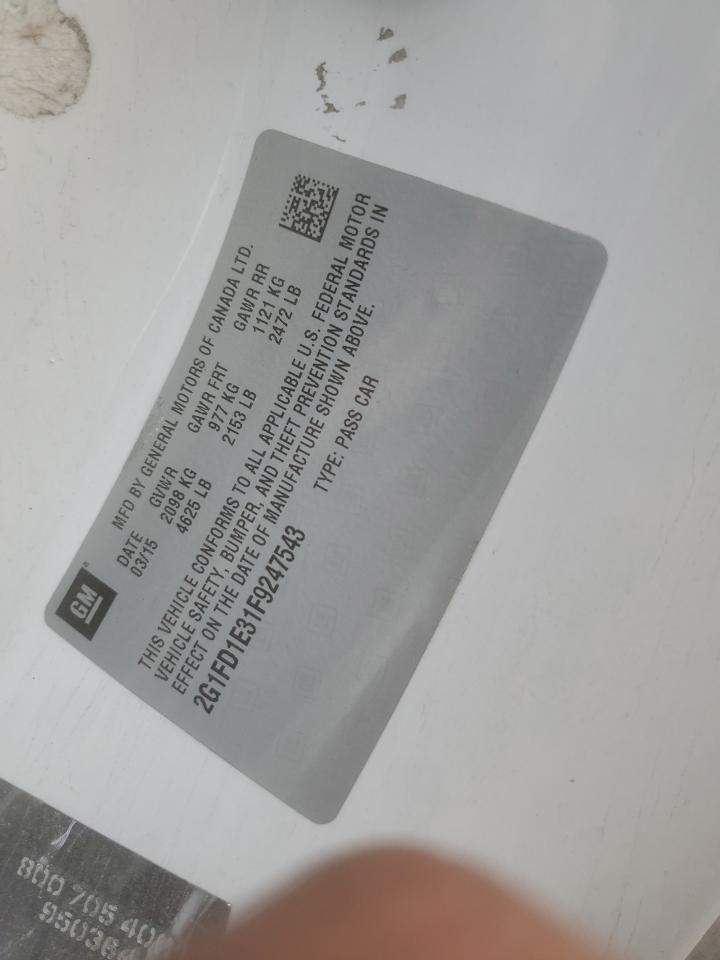 GM®
MFD BY GENERAL MOTORS OF CANADA LTD.
DATE GVWR GAWR FRT GAWR RR
03/15 2098 KG 977 KG 1121 KG
4625 LB 2153 LB 2472 LB
THIS VEHICLE CONFORMS TO ALL APPLICABLE U.S. FEDERAL MOTOR
VEHICLE SAFETY, BUMPER, AND THEFT PREVENTION STANDARDS IN
EFFECT ON THE DATE OF MANUFACTURE SHOWN ABOVE.
2G1FD1E31F9247543 TYPE: PASS CAR
800 705